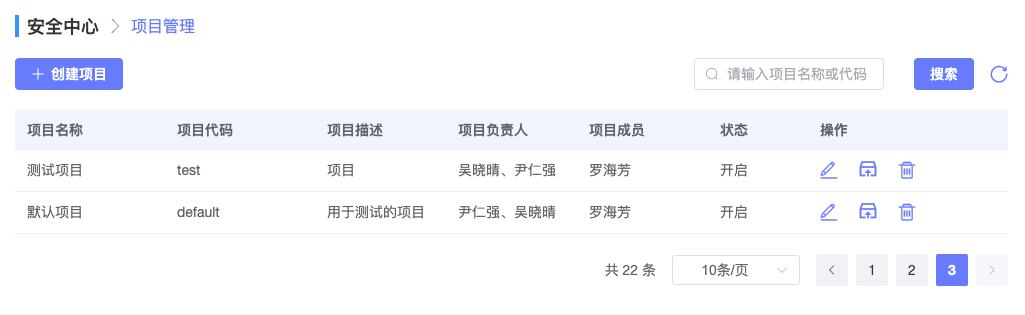 安全中心 项目管理
创建项目 请输入项目名称或代码 搜索
项目名称 项目代码 项目描述 项目负责人 项目成员 状态 操作
测试项目 test 项目 吴晓晴、尹仁强 罗海芳 开启
默认项目 default 用于测试的项目 尹仁强、吴晓晴 罗海芳 开启
共 22 条 10条/页 1 2 3